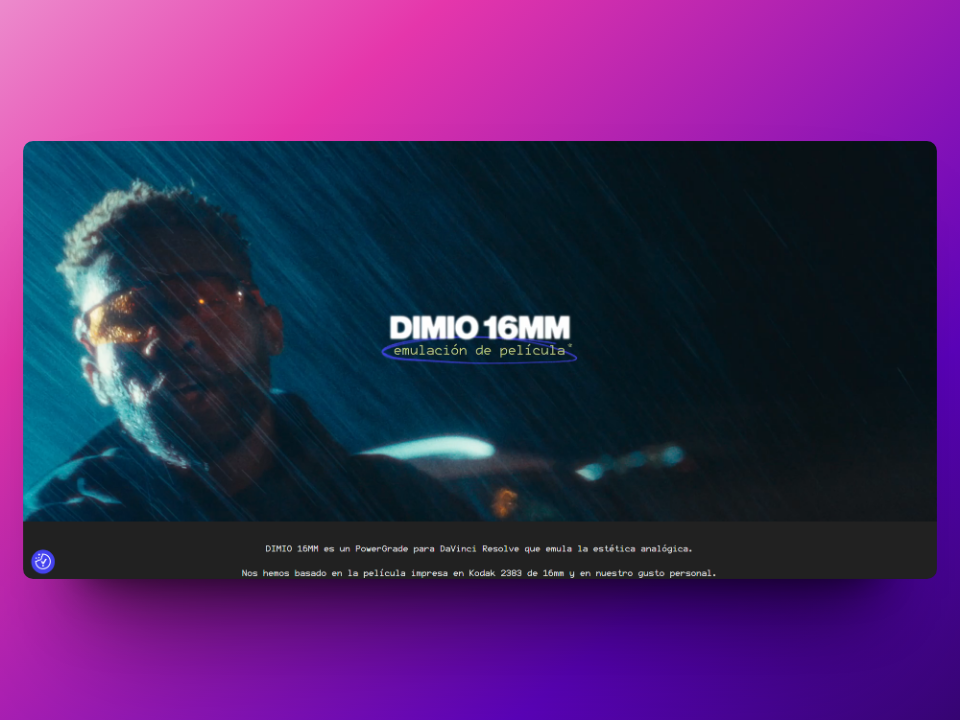 DIMIO 16MM
emulación de película*
DIMIO 16MM es un PowerGrade para DaVinci Resolve que emula la estética analógica.
Nos hemos basado en la película impresa en Kodak 2383 de 16mm y en nuestro gusto personal.